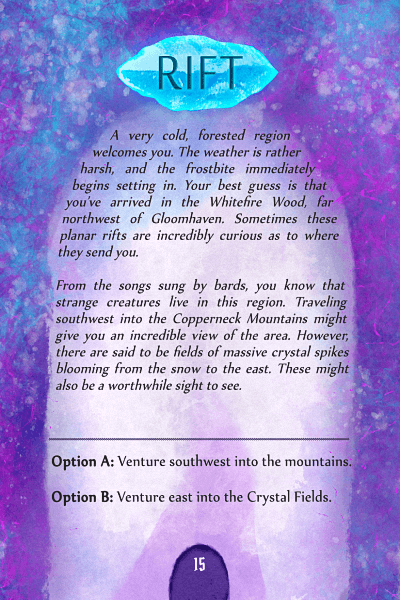 RIFT
A very cold, forested region
welcomes you. The weather is rather
harsh, and the frostbite immediately
begins setting in. Your best guess is that
you've arrived in the Whitefire Wood, far
northwest of Gloomhaven. Sometimes these
planar rifts are incredibly curious as to where
they send you.
From the songs sung by bards, you know that
strange creatures live in this region. Traveling
southwest into the Copperneck Mountains might
give you an incredible view of the area. However,
there are said to be fields of massive crystal spikes
blooming from the snow to the east. These might
also be a worthwhile sight to see.
Option A: Venture southwest into the mountains.
Option B: Venture east into the Crystal Fields.
15